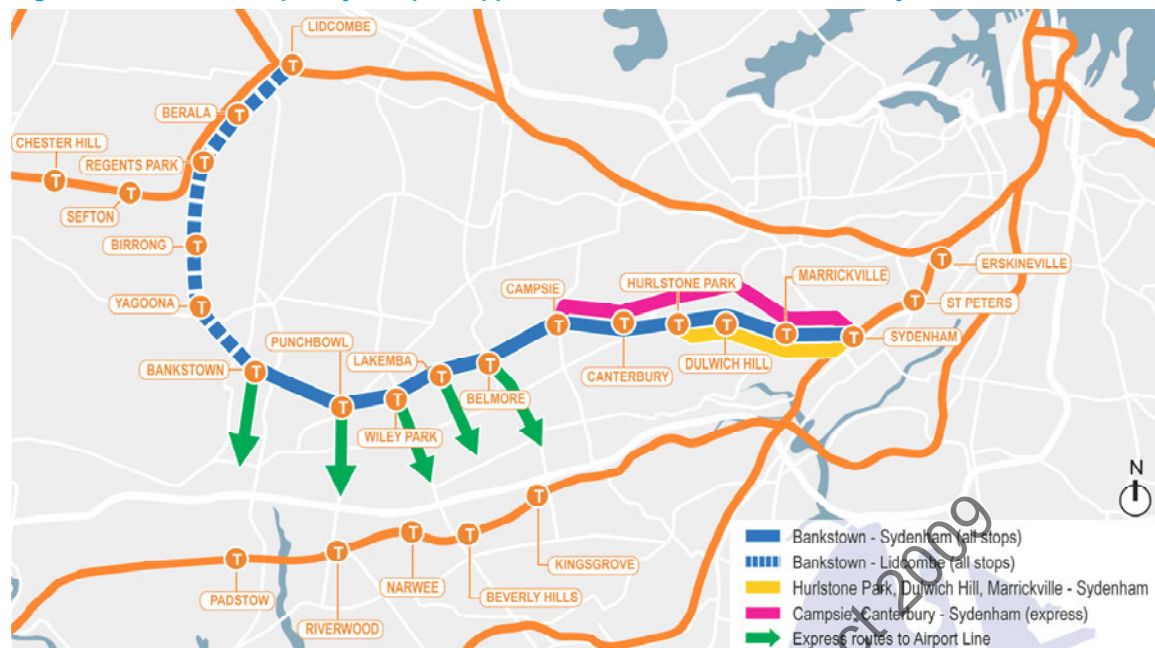 LIDCOMBE
BERALA
CHESTER HILL
REGENTS PARK
SEFTON
BIRRONG
YAGOONA
BANKSTOWN
PUNCHBOWL
LAKEMBA
WILEY PARK
BELMORE
CAMPSIE
CANTERBURY
HURLSTONE PARK
DULWICH HILL
MARRICKVILLE
SYDENHAM
ST PETERS
ERSKINEVILLE
PADSTOW
RIVERWOOD
NARWEE
BEVERLY HILLS
KINGSGROVE
N
Bankstown - Sydenham (all stops)
Bankstown - Lidcombe (all stops)
Hurlstone Park, Dulwich Hill, Marrickville - Sydenham
Campsie, Canterbury - Sydenham (express)
Express routes to Airport Line
2009